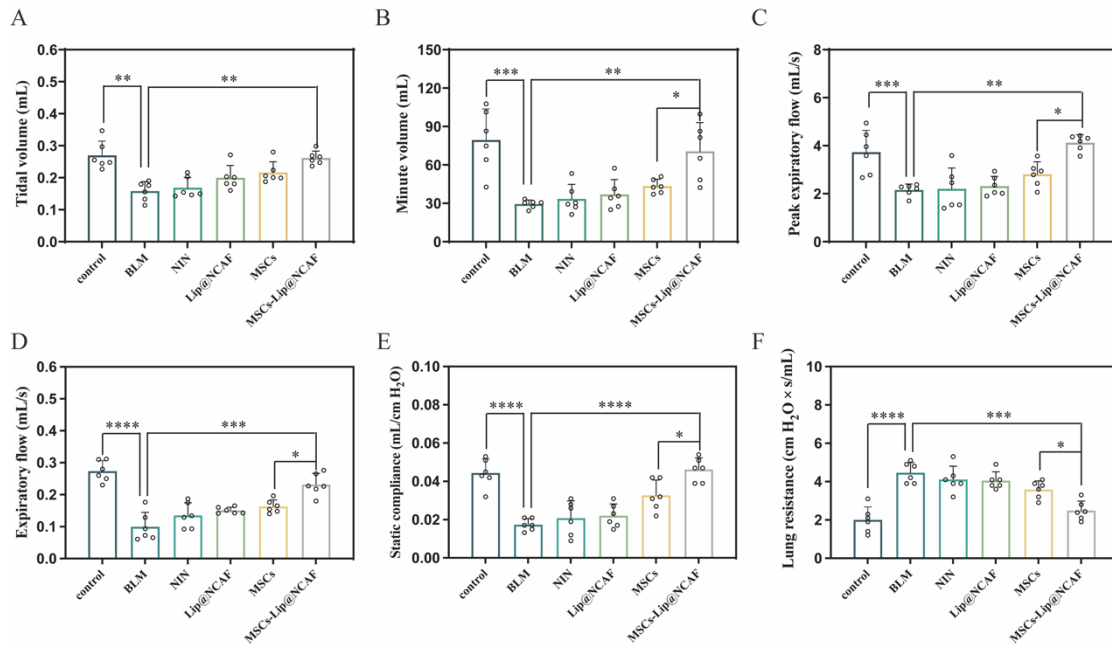 A
Tidal volume (mL)
0.6
0.5
0.4
0.3
0.2
0.1
0.0
**
**
control
BLM
NIN
Lip@NCAF
MSCs
MSCs-Lip@NCAF
B
Minute volume (mL)
150
120
90
60
30
0
***
**
*
control
BLM
NIN
Lip@NCAF
MSCs
MSCs-Lip@NCAF
C
Peak expiratory flow (mL/s)
8
6
4
2
0
***
**
*
control
BLM
NIN
Lip@NCAF
MSCs
MSCs-Lip@NCAF
D
Expiratory flow (mL/s)
0.6
0.5
0.4
0.3
0.2
0.1
0.0
****
***
*
control
BLM
NIN
Lip@NCAF
MSCs
MSCs-Lip@NCAF
E
Static compliance (mL/cm H₂O)
0.10
0.08
0.06
0.04
0.02
0.00
****
****
*
control
BLM
NIN
Lip@NCAF
MSCs
MSCs-Lip@NCAF
F
Lung resistance (cm H₂O × s/mL)
10
8
6
4
2
0
****
***
*
control
BLM
NIN
Lip@NCAF
MSCs
MSCs-Lip@NCAF